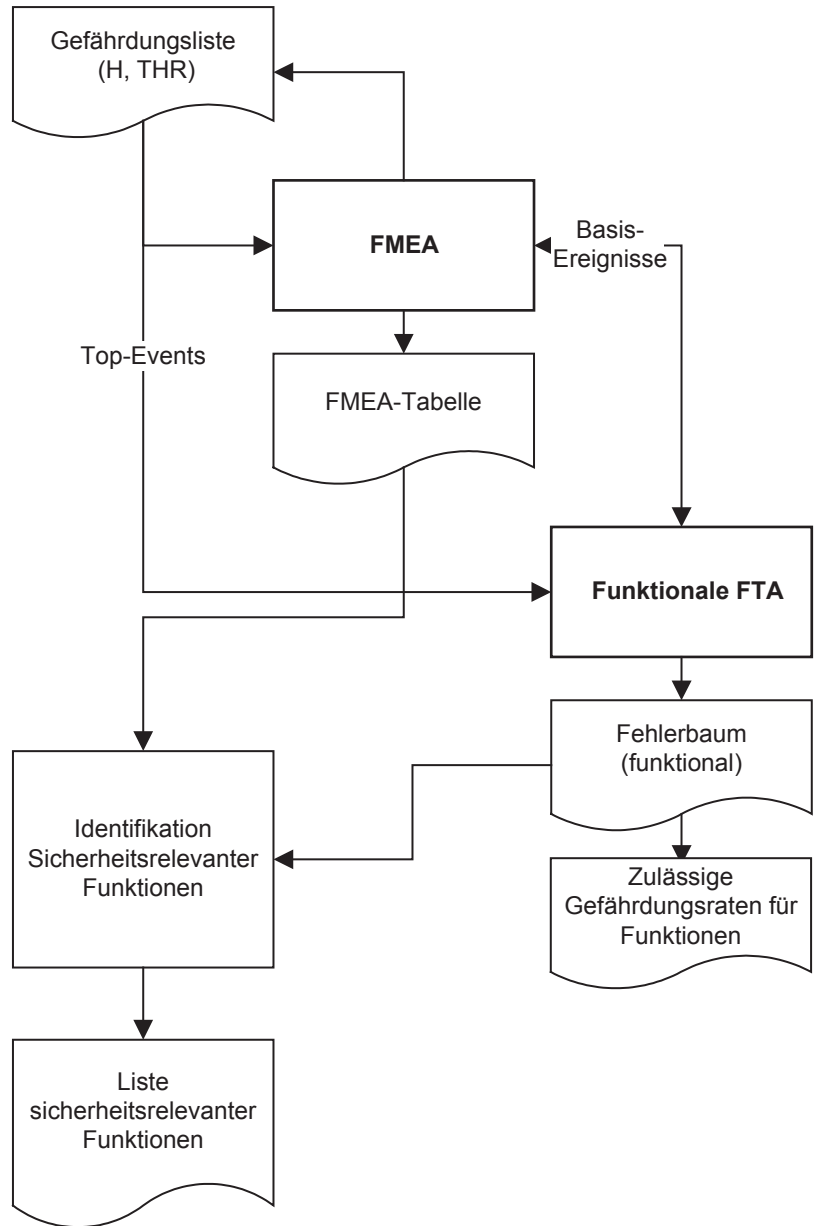 Gefährdungsliste
(H, THR)
FMEA
Basis-
Ereignisse
Top-Events
FMEA-Tabelle
Funktionale FTA
Fehlerbaum
(funktional)
Identifikation
Sicherheitsrelevanter
Funktionen
Zulässige
Gefährdungsraten für
Funktionen
Liste
sicherheitsrelevanter
Funktionen